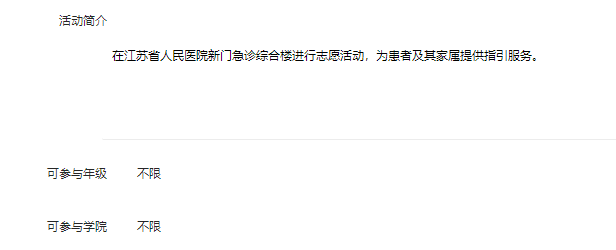 活动简介
在江苏省人民医院新门急诊综合楼进行志愿活动，为患者及其家属提供指引服务。
可参与年级 不限
可参与学院 不限